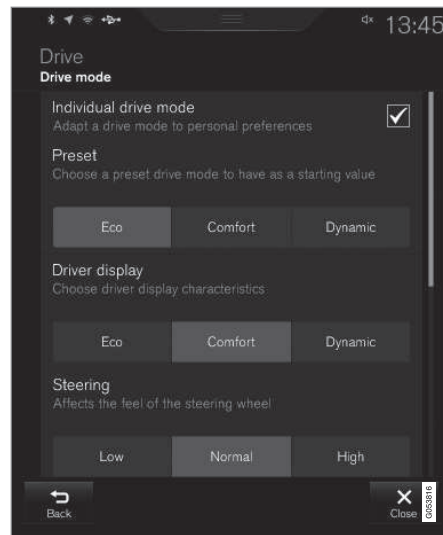 13:45
Drive
Drive mode
Individual drive mode
Adapt a drive mode to personal preferences
Preset
Choose a preset drive mode to have as a starting value
Eco Comfort Dynamic
Driver display
Choose driver display characteristics
Eco Comfort Dynamic
Steering
Affects the feel of the steering wheel
Low Normal High
Back Close
G053816